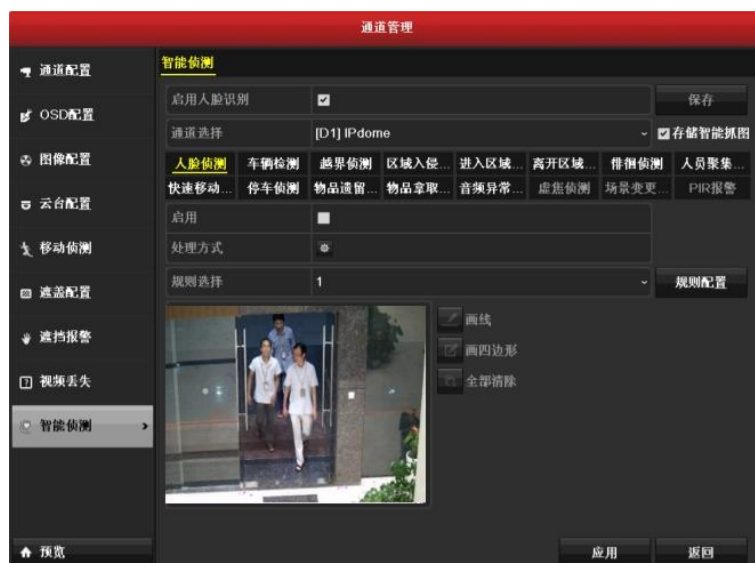 通道管理
通道配置
OSD配置
图像配置
云台配置
移动侦测
遮盖配置
遮挡报警
视频丢失
智能侦测
预览
智能侦测
启用人脸识别
保存
通道选择
[D1] IPdome
存储智能抓图
人脸侦测 车辆检测 越界侦测 区域入侵... 进入区域... 离开区域... 徘徊侦测 人员聚集...
快速移动... 停车侦测 物品遗留... 物品拿取... 音频异常... 虚焦侦测 场景变更... PIR报警
启用
处理方式
规则选择
1
规则配置
画线
画四边形
全部清除
应用
返回